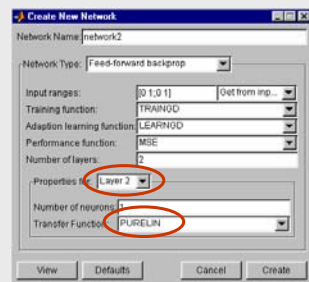 Create New Network
Network Name: network2
Network Type: Feed-forward backprop
Input ranges: [0 1;0 1] Get from inp...
Training function: TRAINGD
Adaption learning function: LEARNGD
Performance function: MSE
Number of layers: 2
Properties for: Layer 2
Number of neurons: 1
Transfer Function: PURELIN
View Defaults Cancel Create